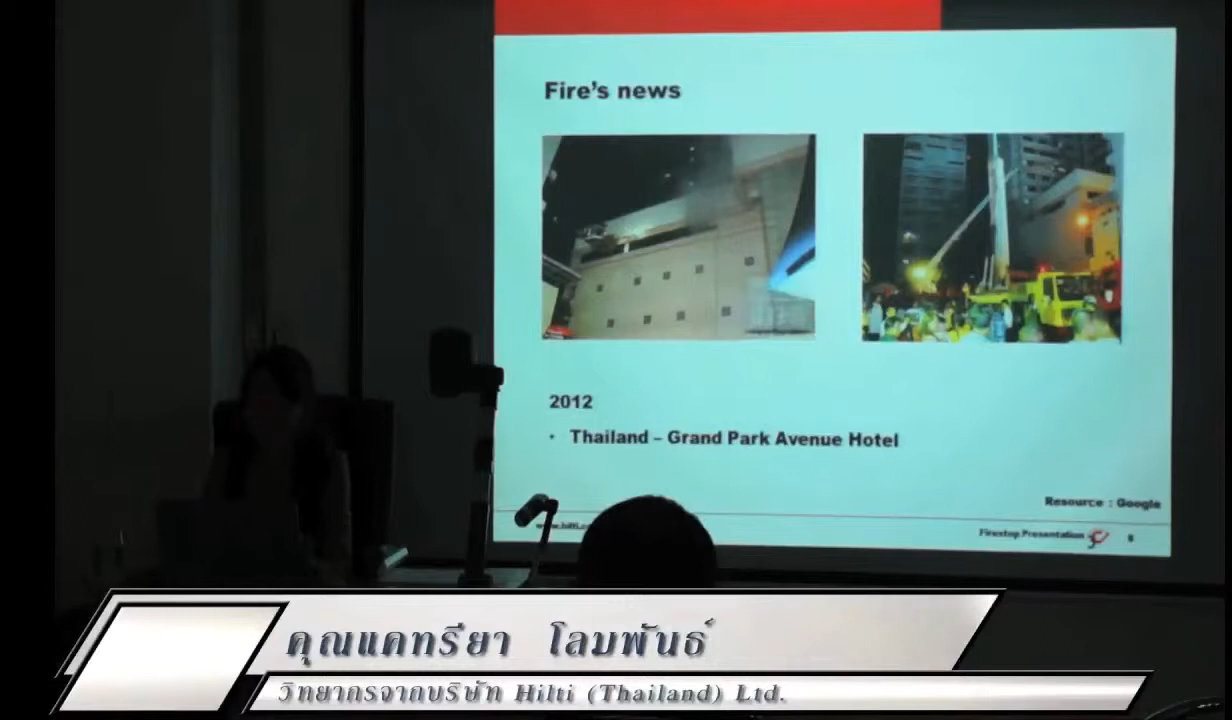 Fire's news
2012
• Thailand – Grand Park Avenue Hotel
Resource : Google
Firestop Presentation 8
คุณแคทรียา โลมพันธ์
วิทยากรจากบริษัท Hilti (Thailand) Ltd.